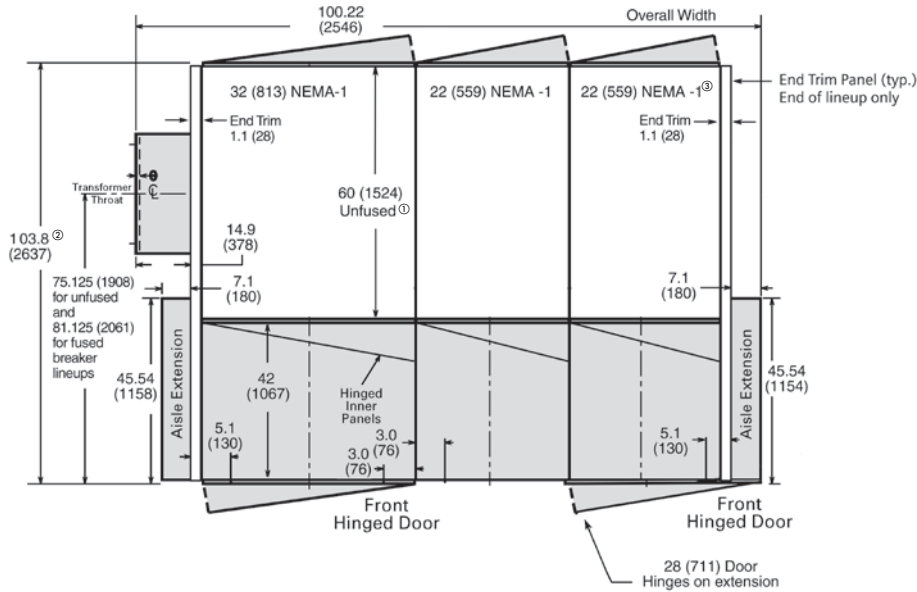 100.22
(2546)
Overall Width
32 (813) NEMA-1
22 (559) NEMA -1
22 (559) NEMA -1③
End Trim Panel (typ.)
End of lineup only
End Trim
1.1 (28)
End Trim
1.1 (28)
Transformer
Throat
℄
60 (1524)
Unfused①
103.8②
(2637)
14.9
(378)
75.125 (1908)
for unfused
and
81.125 (2061)
for fused
breaker
lineups
7.1
(180)
7.1
(180)
45.54
(1158)
Aisle Extension
42
(1067)
Hinged
Inner
Panels
Aisle Extension
45.54
(1154)
5.1
(130)
3.0
(76)
3.0
(76)
5.1
(130)
Front
Hinged Door
Front
Hinged Door
28 (711) Door
Hinges on extension